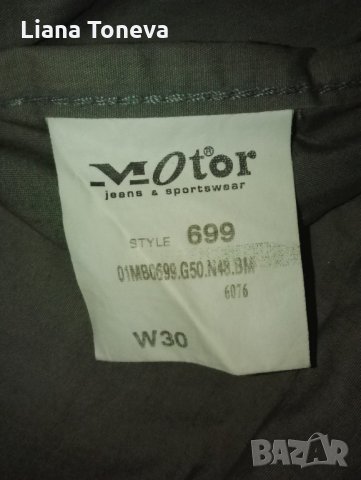 Liana Toneva
MOtor®
jeans & sportswear
STYLE 699
01MB0699.G50.N48.BM
6076
W30
BAZAR